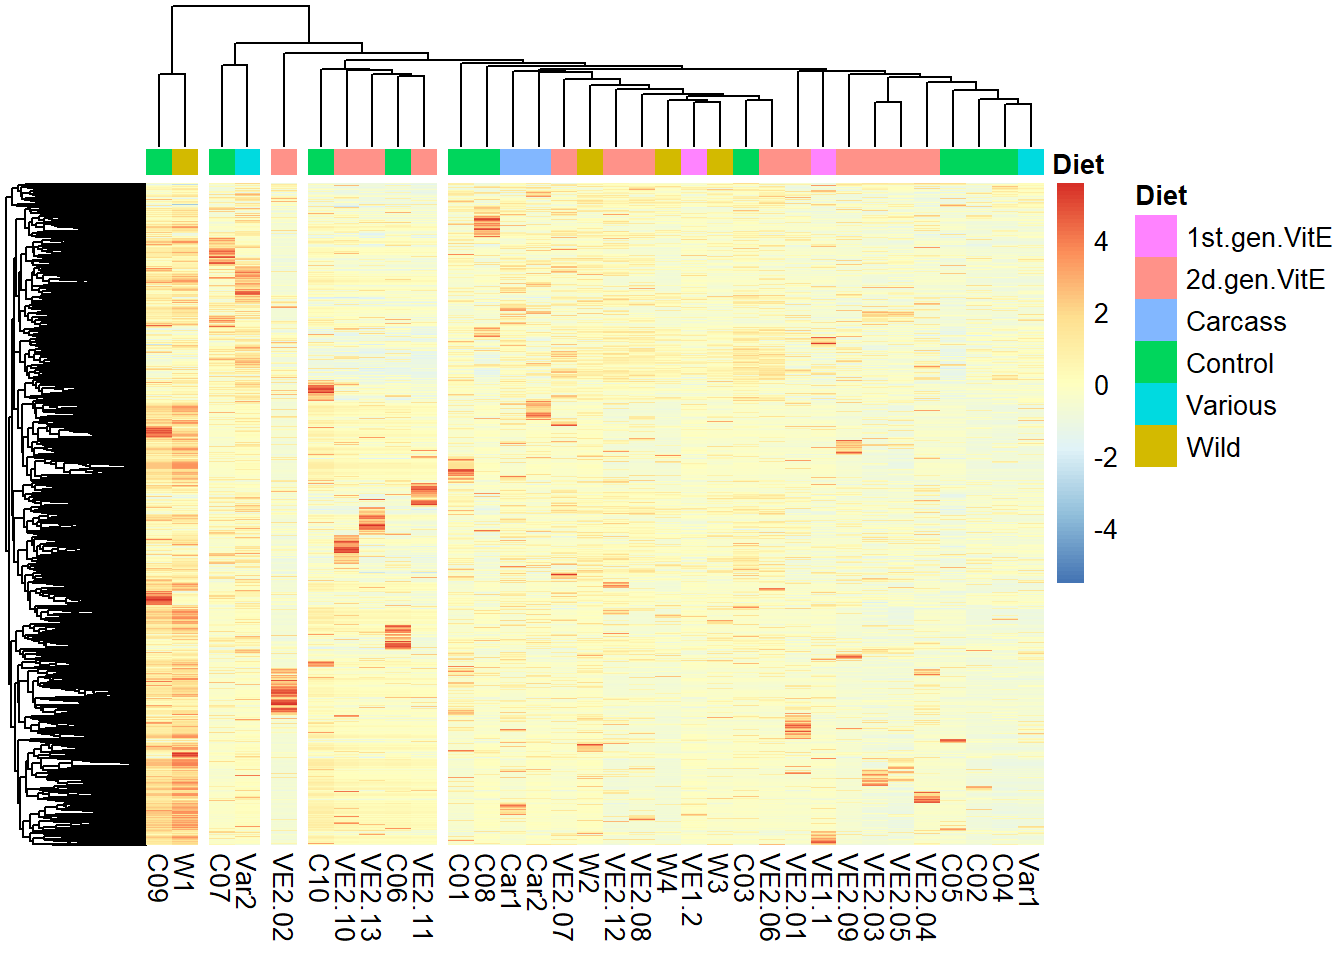 Diet
4
2
0
-2
-4
Diet
1st.gen.VitE
2d.gen.VitE
Carcass
Control
Various
Wild
C09
W1
C07
Var2
VE2.02
C10
VE2.10
VE2.13
C06
VE2.11
C01
C08
Car1
Car2
VE2.07
W2
VE2.12
VE2.08
W4
VE1.2
W3
C03
VE2.06
VE2.01
VE1.1
VE2.09
VE2.03
VE2.05
VE2.04
C05
C02
C04
Var1